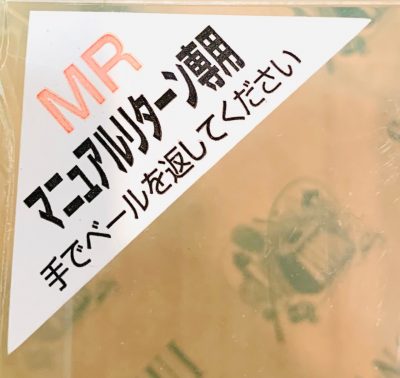 MR
マニュアルリターン専用
手でベールを返してください